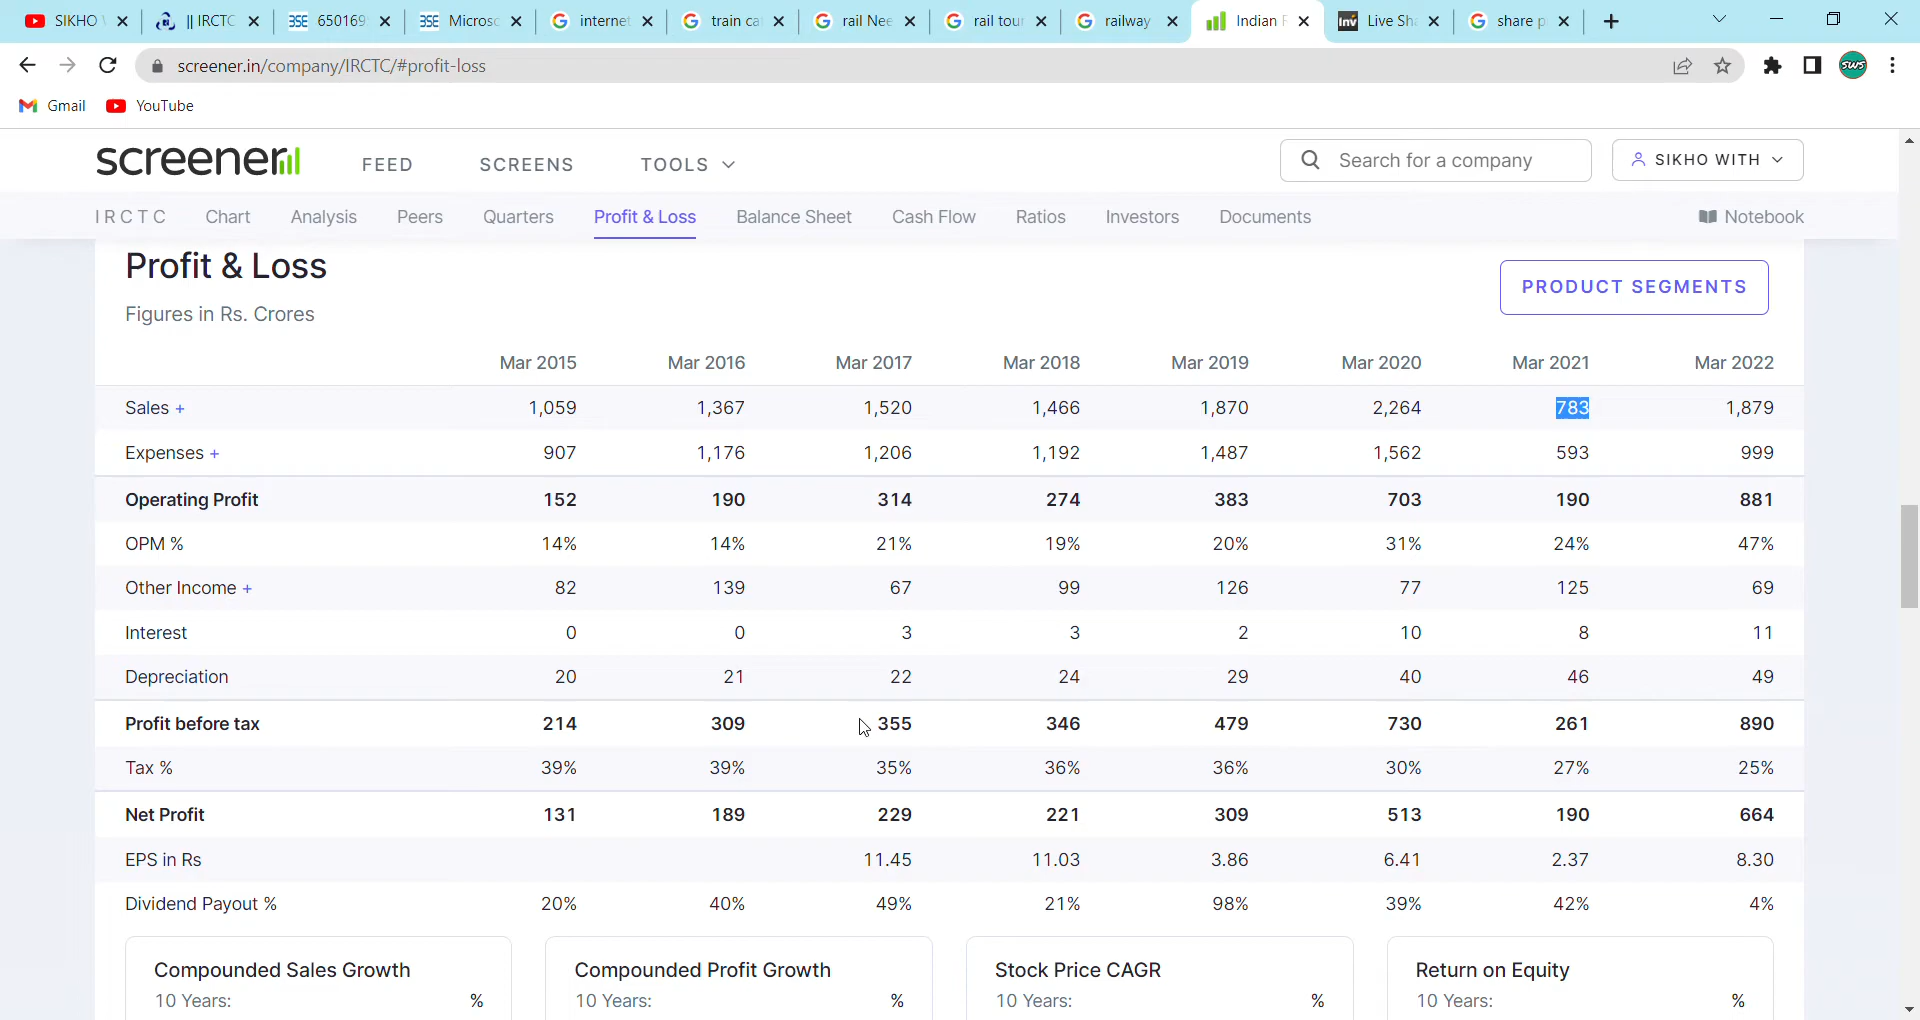 SIKHO || IRCTC 650169 Microsc internet train ca rail Nee rail tour railway Indian Live Sha share p
screener.in/company/IRCTC/#profit-loss
SWS
Gmail YouTube
screener FEED SCREENS TOOLS Search for a company SIKHO WITH
I R C T C Chart Analysis Peers Quarters Profit & Loss Balance Sheet Cash Flow Ratios Investors Documents Notebook
Profit & Loss
PRODUCT SEGMENTS
Figures in Rs. Crores
Mar 2015 Mar 2016 Mar 2017 Mar 2018 Mar 2019 Mar 2020 Mar 2021 Mar 2022
Sales + 1,059 1,367 1,520 1,466 1,870 2,264 783 1,879
Expenses + 907 1,176 1,206 1,192 1,487 1,562 593 999
Operating Profit 152 190 314 274 383 703 190 881
OPM % 14% 14% 21% 19% 20% 31% 24% 47%
Other Income + 82 139 67 99 126 77 125 69
Interest 0 0 3 3 2 10 8 11
Depreciation 20 21 22 24 29 40 46 49
Profit before tax 214 309 355 346 479 730 261 890
Tax % 39% 39% 35% 36% 36% 30% 27% 25%
Net Profit 131 189 229 221 309 513 190 664
EPS in Rs 11.45 11.03 3.86 6.41 2.37 8.30
Dividend Payout % 20% 40% 49% 21% 98% 39% 42% 4%
Compounded Sales Growth Compounded Profit Growth Stock Price CAGR Return on Equity
10 Years: % 10 Years: % 10 Years: % 10 Years: %